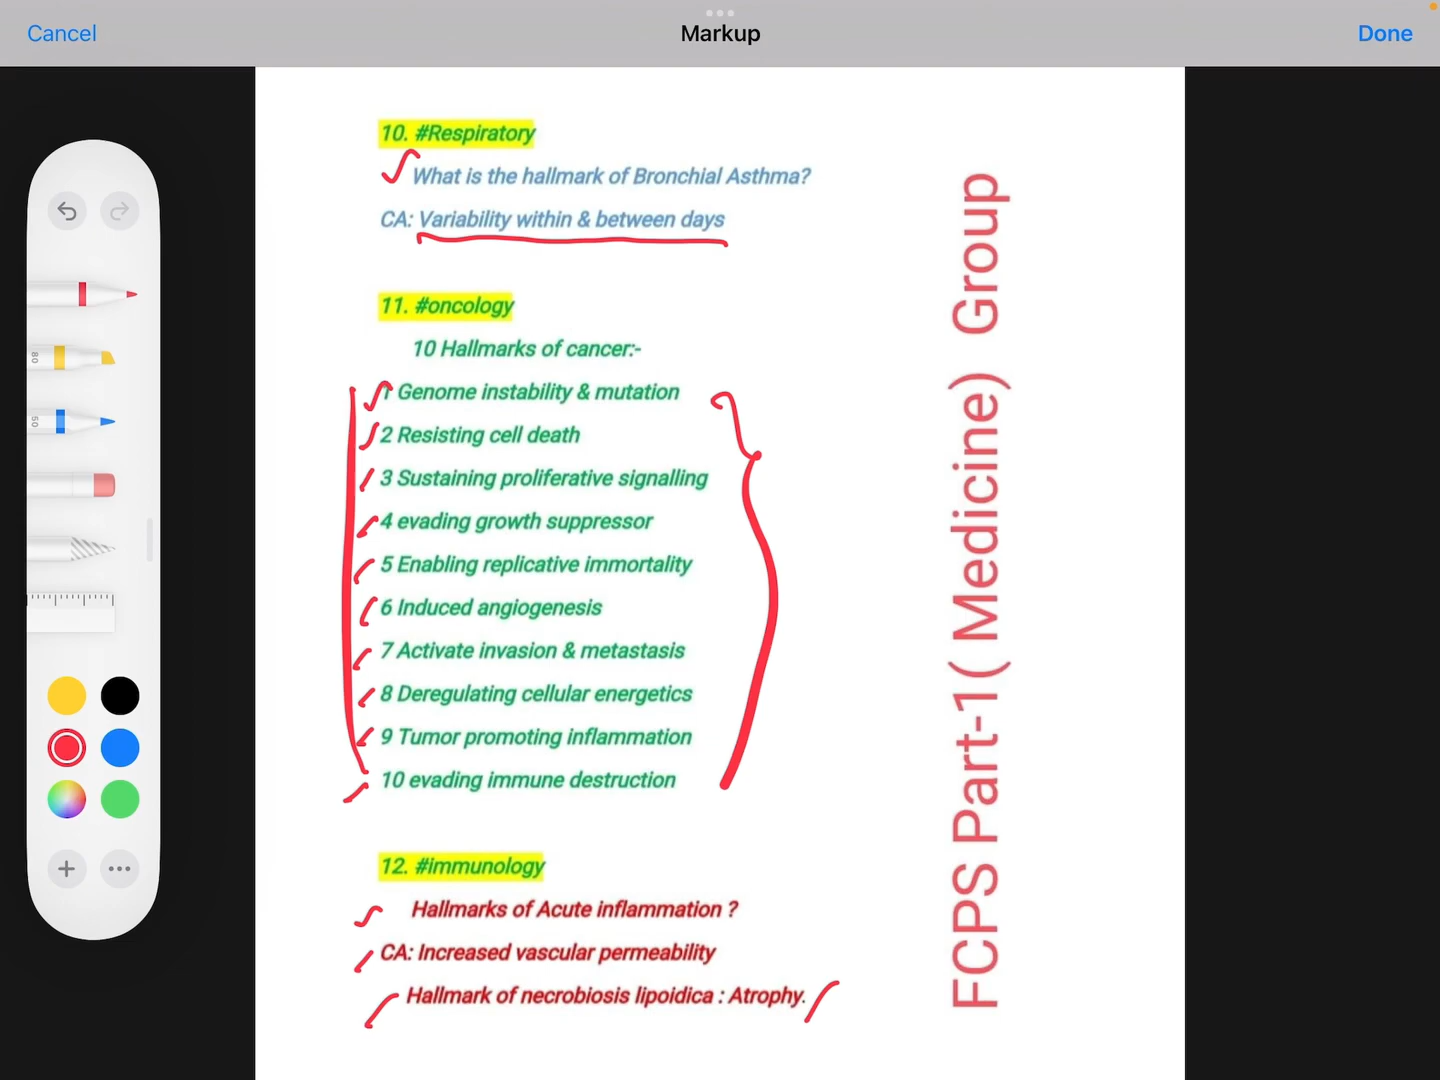 Cancel
Markup
Done
10. #Respiratory
What is the hallmark of Bronchial Asthma?
CA: Variability within & between days
11. #oncology
10 Hallmarks of cancer:-
1 Genome instability & mutation
2 Resisting cell death
3 Sustaining proliferative signalling
4 evading growth suppressor
5 Enabling replicative immortality
6 Induced angiogenesis
7 Activate invasion & metastasis
8 Deregulating cellular energetics
9 Tumor promoting inflammation
10 evading immune destruction
12. #immunology
Hallmarks of Acute inflammation ?
CA: Increased vascular permeability
Hallmark of necrobiosis lipoidica : Atrophy.
FCPS Part-1( Medicine) Group
80
50